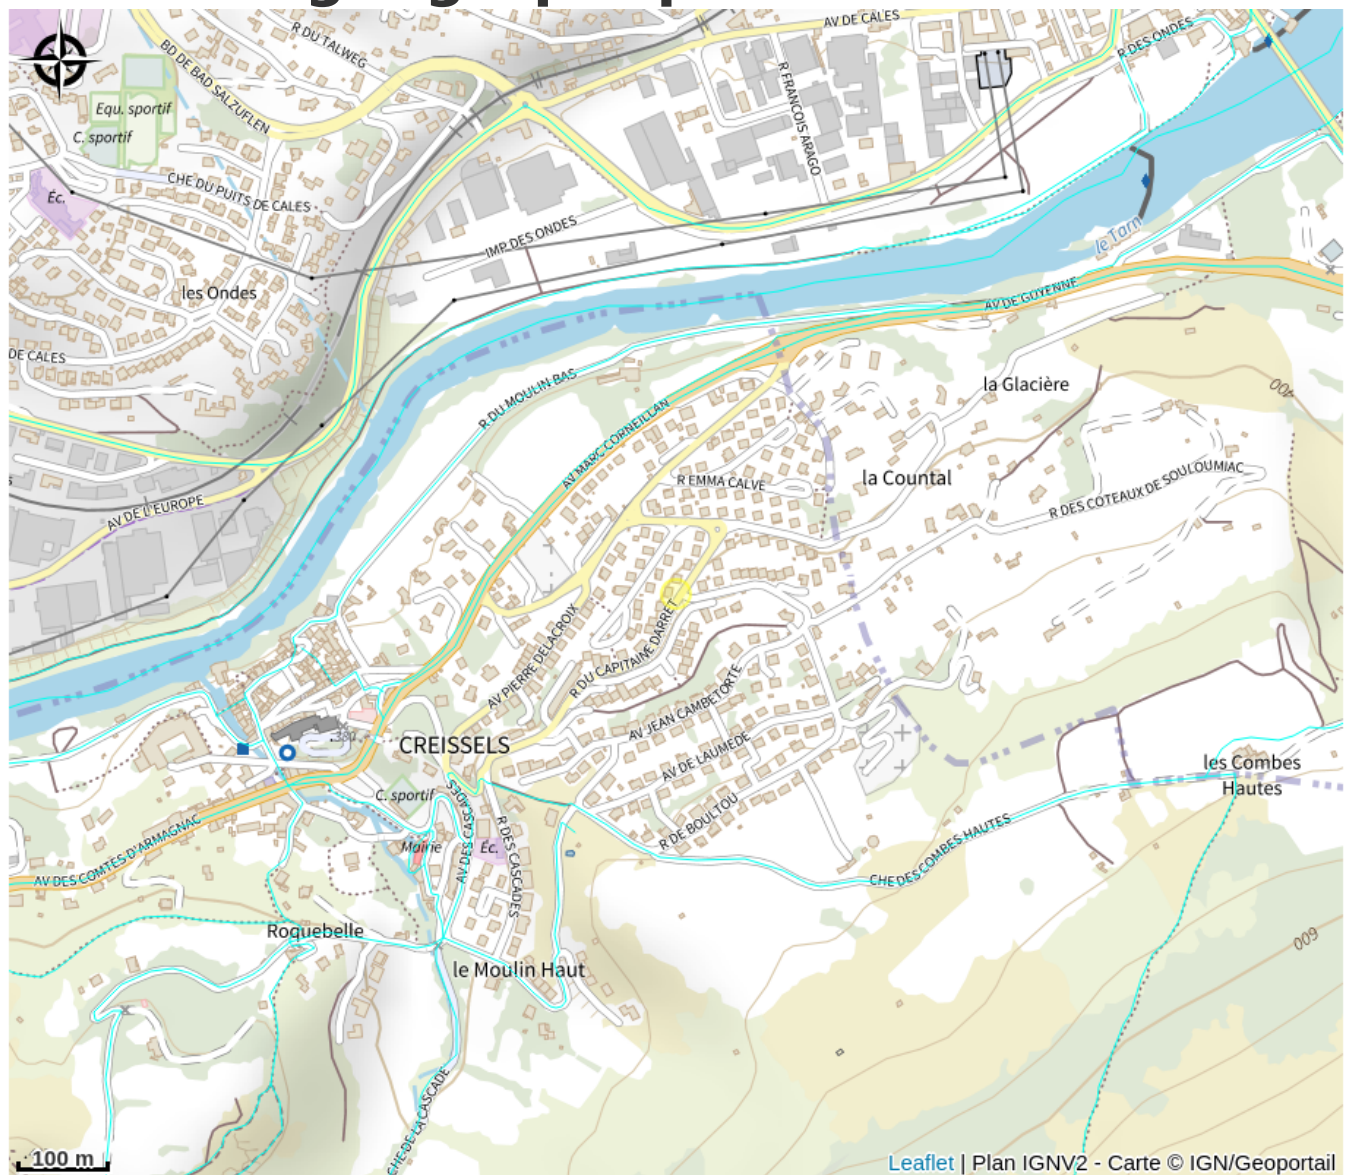 AV DE CALES
R DES ONDES
R DU TALWEG
BD DE BAD SALZUFLEN
R FRANCOIS ARAGO
Equ. sportif
C. sportif
CHE DU PUITS DE CALES
Éc.
IMP DES ONDES
le Tarn
les Ondes
AV DE GUYENNE
DE CALES
R DU MOULIN BAS
la Glacière
400
AV MARC CORNEILLAN
R EMMA CALVE
la Countal
R DES COTEAUX DE SOULOUMIAC
AV DE L'EUROPE
AV PIERRE DELACROIX
R DU CAPITAINE DARRET
AV JEAN CAMBETORTE
380
CREISSELS
AV DE LAUMEDE
les Combes
Hautes
C. sportif
R DE BOULTOU
AV DES COMTES D'ARMAGNAC
Mairie
AV DES CASCADES
Éc.
R DES CASCADES
CHE DES COMBES HAUTES
Roquebelle
600
le Moulin Haut
CHE DE LA CASCADE
100 m
Leaflet | Plan IGNV2 - Carte © IGN/Geoportail